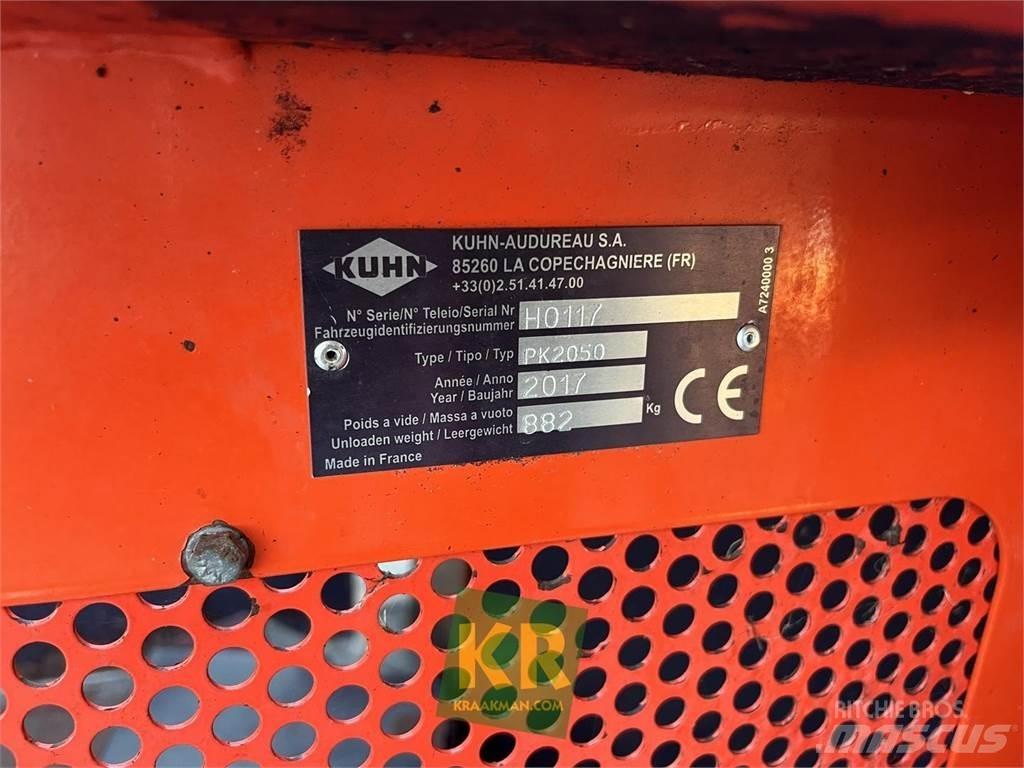 KUHN
KUHN-AUDUREAU S.A.
85260 LA COPECHAGNIERE (FR)
+33(0)2.51.41.47.00
A7240000 3
N° Serie/N° Teleio/Serial Nr
Fahrzeugidentifizierungsnummer
H0117
Type / Tipo / Typ PK2050
Année / Anno
Year / Baujahr
2017
Poids a vide / Massa a vuoto
Unloaden weight / Leergewicht
882 Kg
CE
Made in France
KR
KRAAKMAN.COM
RITCHIE BROS.
mascus